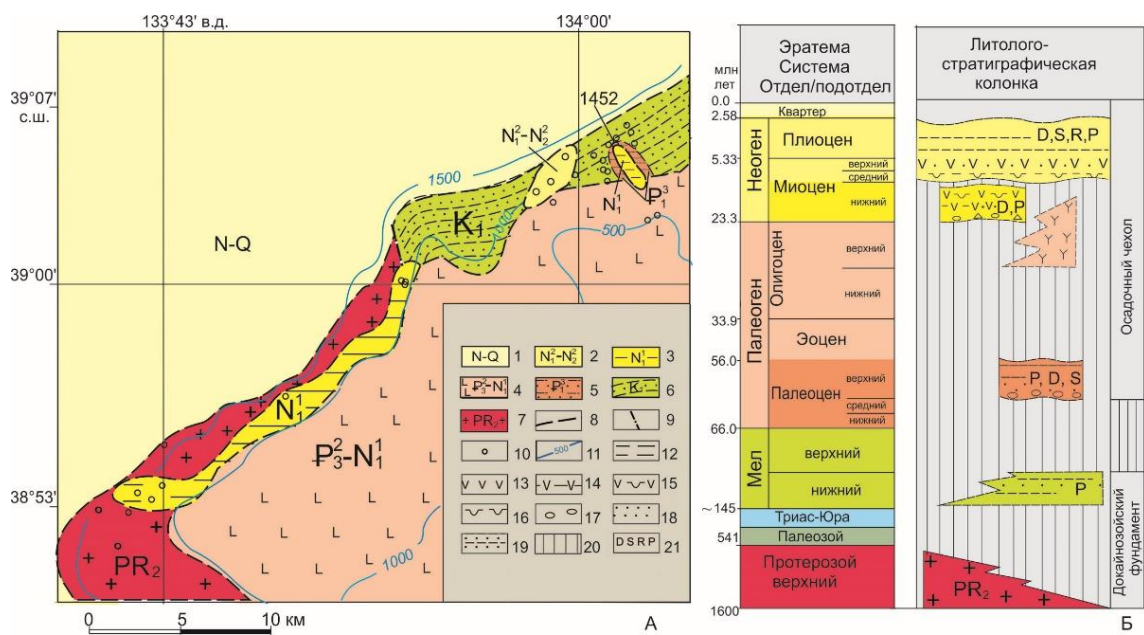 133°43' в.д.
134°00'
39°07'
с.ш.
39°00'
38°53'
1452
1500
1000
500
1000
N-Q
N₁²-N₂²
N₁¹
P₁³
K₁
N₁¹
P₃²-N₁¹
PR₂
L
+
N-Q 1
N₁²-N₂² 2
N₁¹ 3
L P₃²-N₁¹ 4
P₁³ 5
K₁ 6
+ PR₂ + 7
8
9
10
500 11
12
13
14
15
16
17
18
19
20
D S R P 21
0 5 10 км
А
Эратема
Система
Отдел/подотдел
млн
лет
0.0
2.58
5.33
23.3
33.9
56.0
66.0
~ 145
541
1600
Квартер
Неоген
Плиоцен
Миоцен
верхний
средний
нижний
Палеоген
Олигоцен
верхний
нижний
Эоцен
Палеоцен
верхний
средний
нижний
Мел
верхний
нижний
Триас-Юра
Палеозой
Протерозой
верхний
Литолого-
стратиграфическая
колонка
D,S,R,P
D,P
P, D, S
P
PR₂
Осадочный чехол
Докайнозойский
фундамент
Б